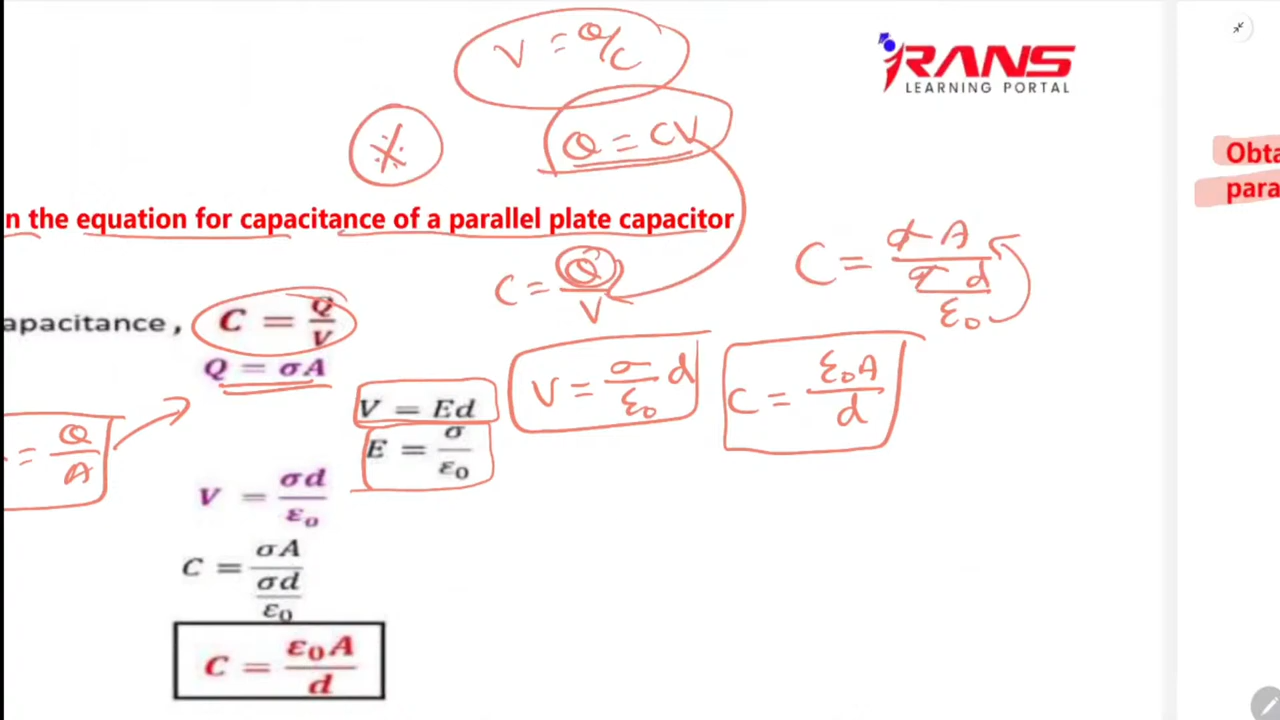 V = Q/C
RANS
LEARNING PORTAL
Q = CV
Obta
para
n the equation for capacitance of a parallel plate capacitor
C = Q/V
C = σA / (σd/ε₀)
apacitance , C = Q/V
Q = σA
V = σ/ε₀ d
C = ε₀A/d
V = Ed
= Q/A
E = σ/ε₀
V = σd/ε₀
C = σA / (σd/ε₀)
C = ε₀A/d